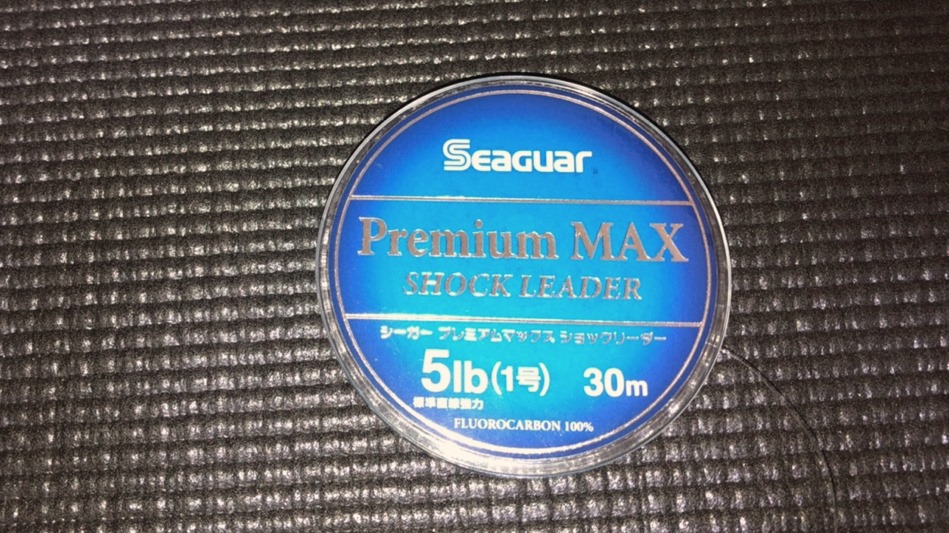 Seaguar
Premium MAX
SHOCK LEADER
シーガー プレミアムマックス ショックリーダー
5lb(1号) 30m
標準直線強力
FLUOROCARBON 100%